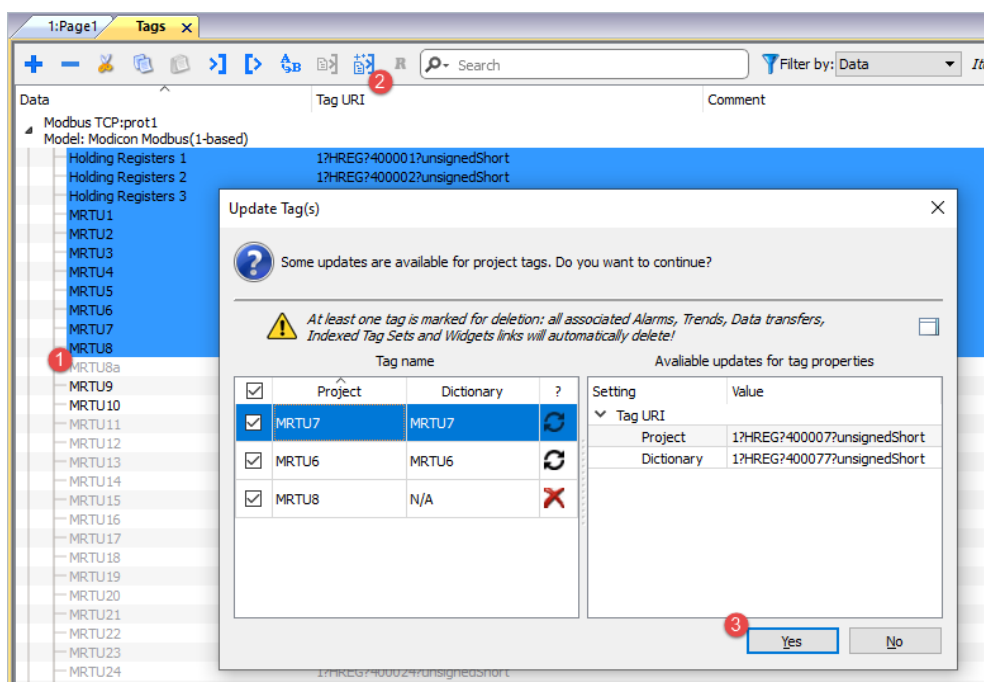 1:Page1 Tags x
Search Filter by: Data It
2
Data Tag URI Comment
Modbus TCP:prot1
Model: Modicon Modbus(1-based)
Holding Registers 1 1?HREG?400001?unsignedShort
Holding Registers 2 1?HREG?400002?unsignedShort
Holding Registers 3
MRTU1
MRTU2
MRTU3
MRTU4
MRTU5
MRTU6
MRTU7
MRTU8
1
MRTU8a
MRTU9
MRTU10
MRTU11
MRTU12
MRTU13
MRTU14
MRTU15
MRTU16
MRTU17
MRTU18
MRTU19
MRTU20
MRTU21
MRTU22
MRTU23
MRTU24 1?HREG?400024?unsignedShort
Update Tag(s)
Some updates are available for project tags. Do you want to continue?
At least one tag is marked for deletion: all associated Alarms, Trends, Data transfers,
Indexed Tag Sets and Widgets links will automatically delete!
Tag name
Project Dictionary ?
MRTU7 MRTU7
MRTU6 MRTU6
MRTU8 N/A
Avaliable updates for tag properties
Setting Value
Tag URI
Project 1?HREG?400007?unsignedShort
Dictionary 1?HREG?400077?unsignedShort
3
Yes No